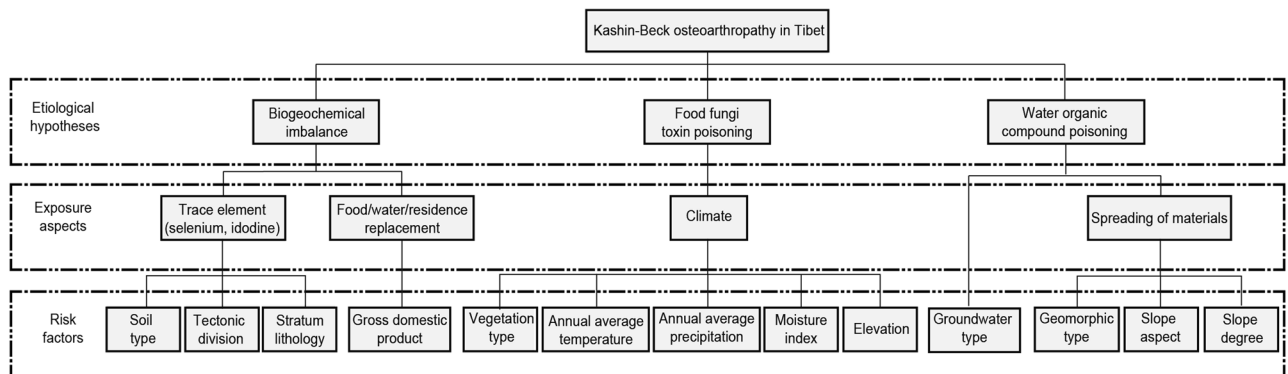 Kashin-Beck osteoarthropathy in Tibet
Etiological
hypotheses
Biogeochemical
imbalance
Food fungi
toxin poisoning
Water organic
compound poisoning
Exposure
aspects
Trace element
(selenium, idodine)
Food/water/residence
replacement
Climate
Spreading of materials
Risk
factors
Soil
type
Tectonic
division
Stratum
lithology
Gross domestic
product
Vegetation
type
Annual average
temperature
Annual average
precipitation
Moisture
index
Elevation
Groundwater
type
Geomorphic
type
Slope
aspect
Slope
degree